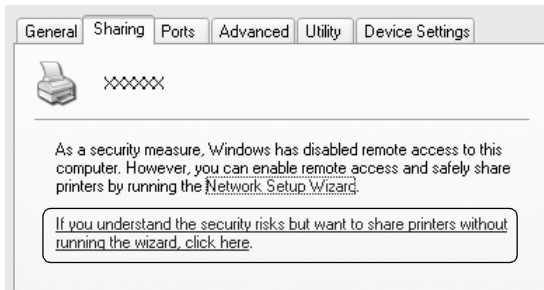 General Sharing Ports Advanced Utility Device Settings
XXXXXX
As a security measure, Windows has disabled remote access to this
computer. However, you can enable remote access and safely share
printers by running the Network Setup Wizard.
If you understand the security risks but want to share printers without
running the wizard, click here.